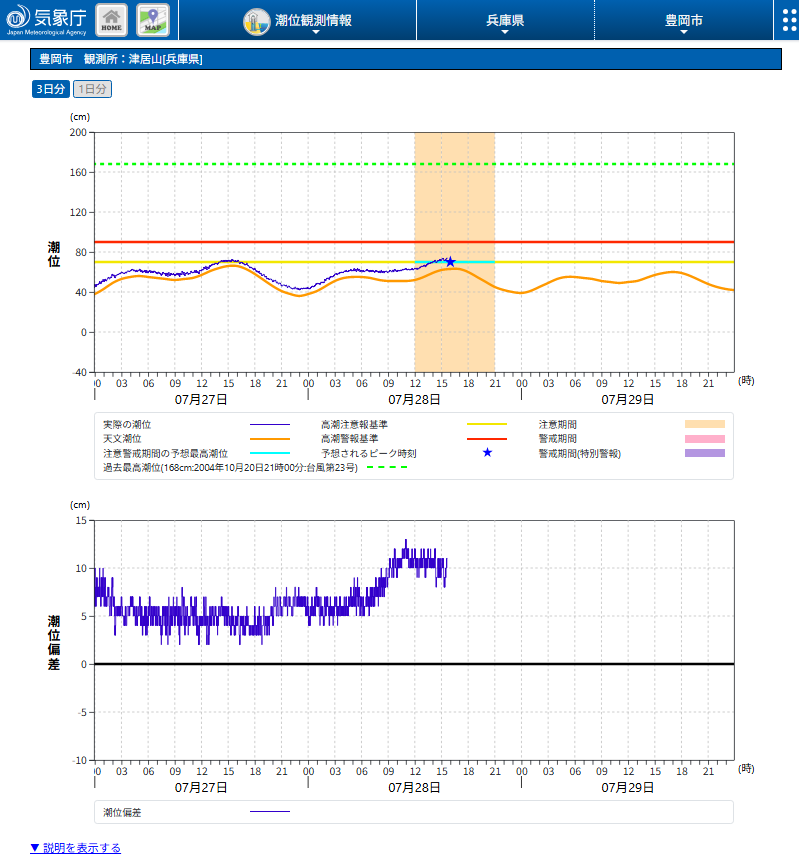 気象庁
Japan Meteorological Agency
HOME
MAP
潮位観測情報
兵庫県
豊岡市
豊岡市　観測所：津居山[兵庫県]
3日分 1日分
(cm)
200
160
120
80
40
0
-40
潮位
00 03 06 09 12 15 18 21 00 03 06 09 12 15 18 21 00 03 06 09 12 15 18 21
(時)
07月27日 07月28日 07月29日
実際の潮位 高潮注意報基準 注意期間
天文潮位 高潮警報基準 警戒期間
注意警戒期間の予想最高潮位 予想されるピーク時刻 警戒期間(特別警報)
過去最高潮位(168cm:2004年10月20日21時00分:台風第23号)
(cm)
15
10
5
0
-5
-10
潮位偏差
00 03 06 09 12 15 18 21 00 03 06 09 12 15 18 21 00 03 06 09 12 15 18 21
(時)
07月27日 07月28日 07月29日
潮位偏差
▼ 説明を表示する